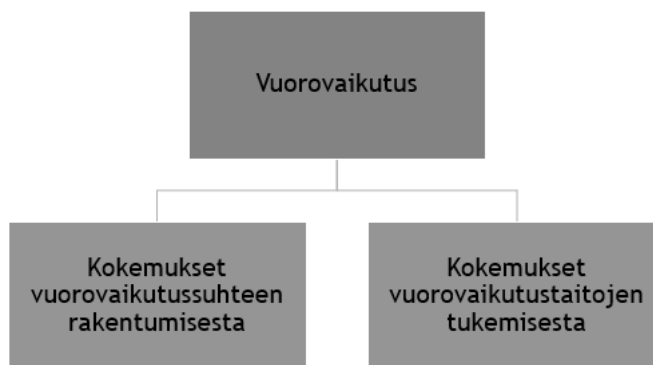 Vuorovaikutus
Kokemukset
vuorovaikutussuhteen
rakentumisesta
Kokemukset
vuorovaikutustaitojen
tukemisesta